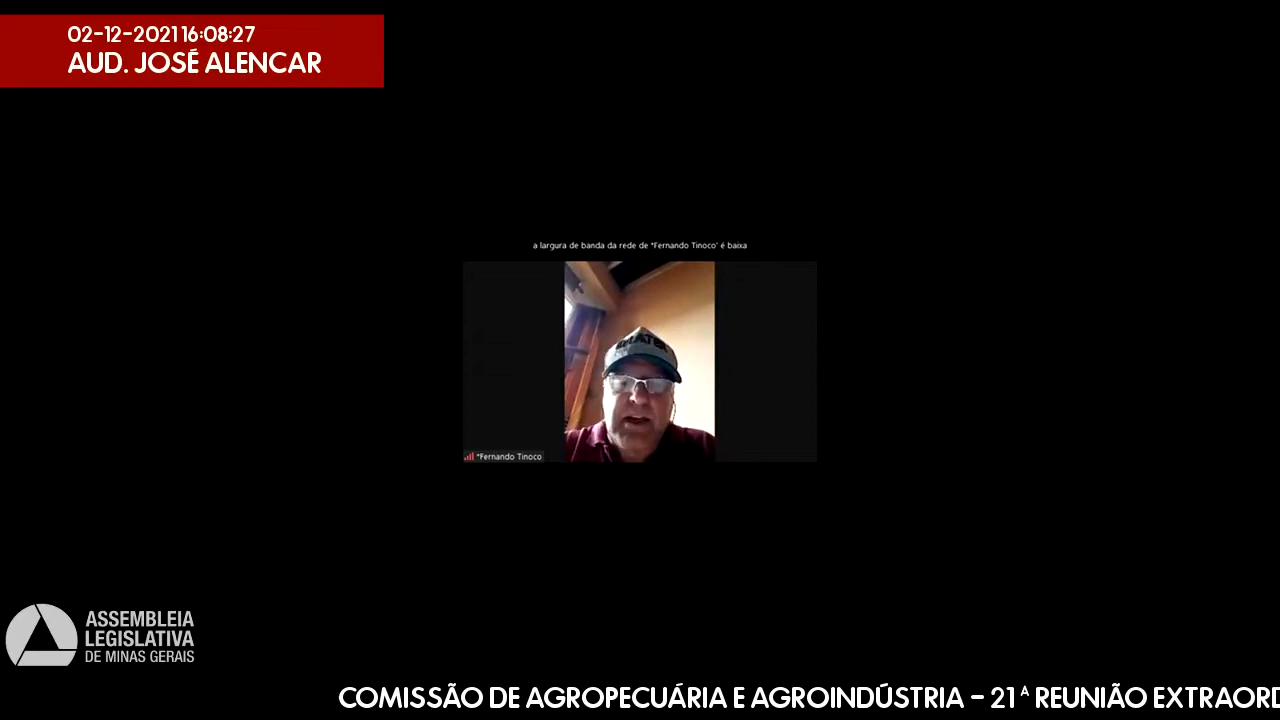 02-12-2021 16:08:27
AUD. JOSÉ ALENCAR
a largura de banda da rede de "Fernando Tinoco' é baixa
EMATER
*Fernando Tinoco
ASSEMBLEIA
LEGISLATIVA
DE MINAS GERAIS
COMISSÃO DE AGROPECUÁRIA E AGROINDÚSTRIA - 21ª REUNIÃO EXTRAORD